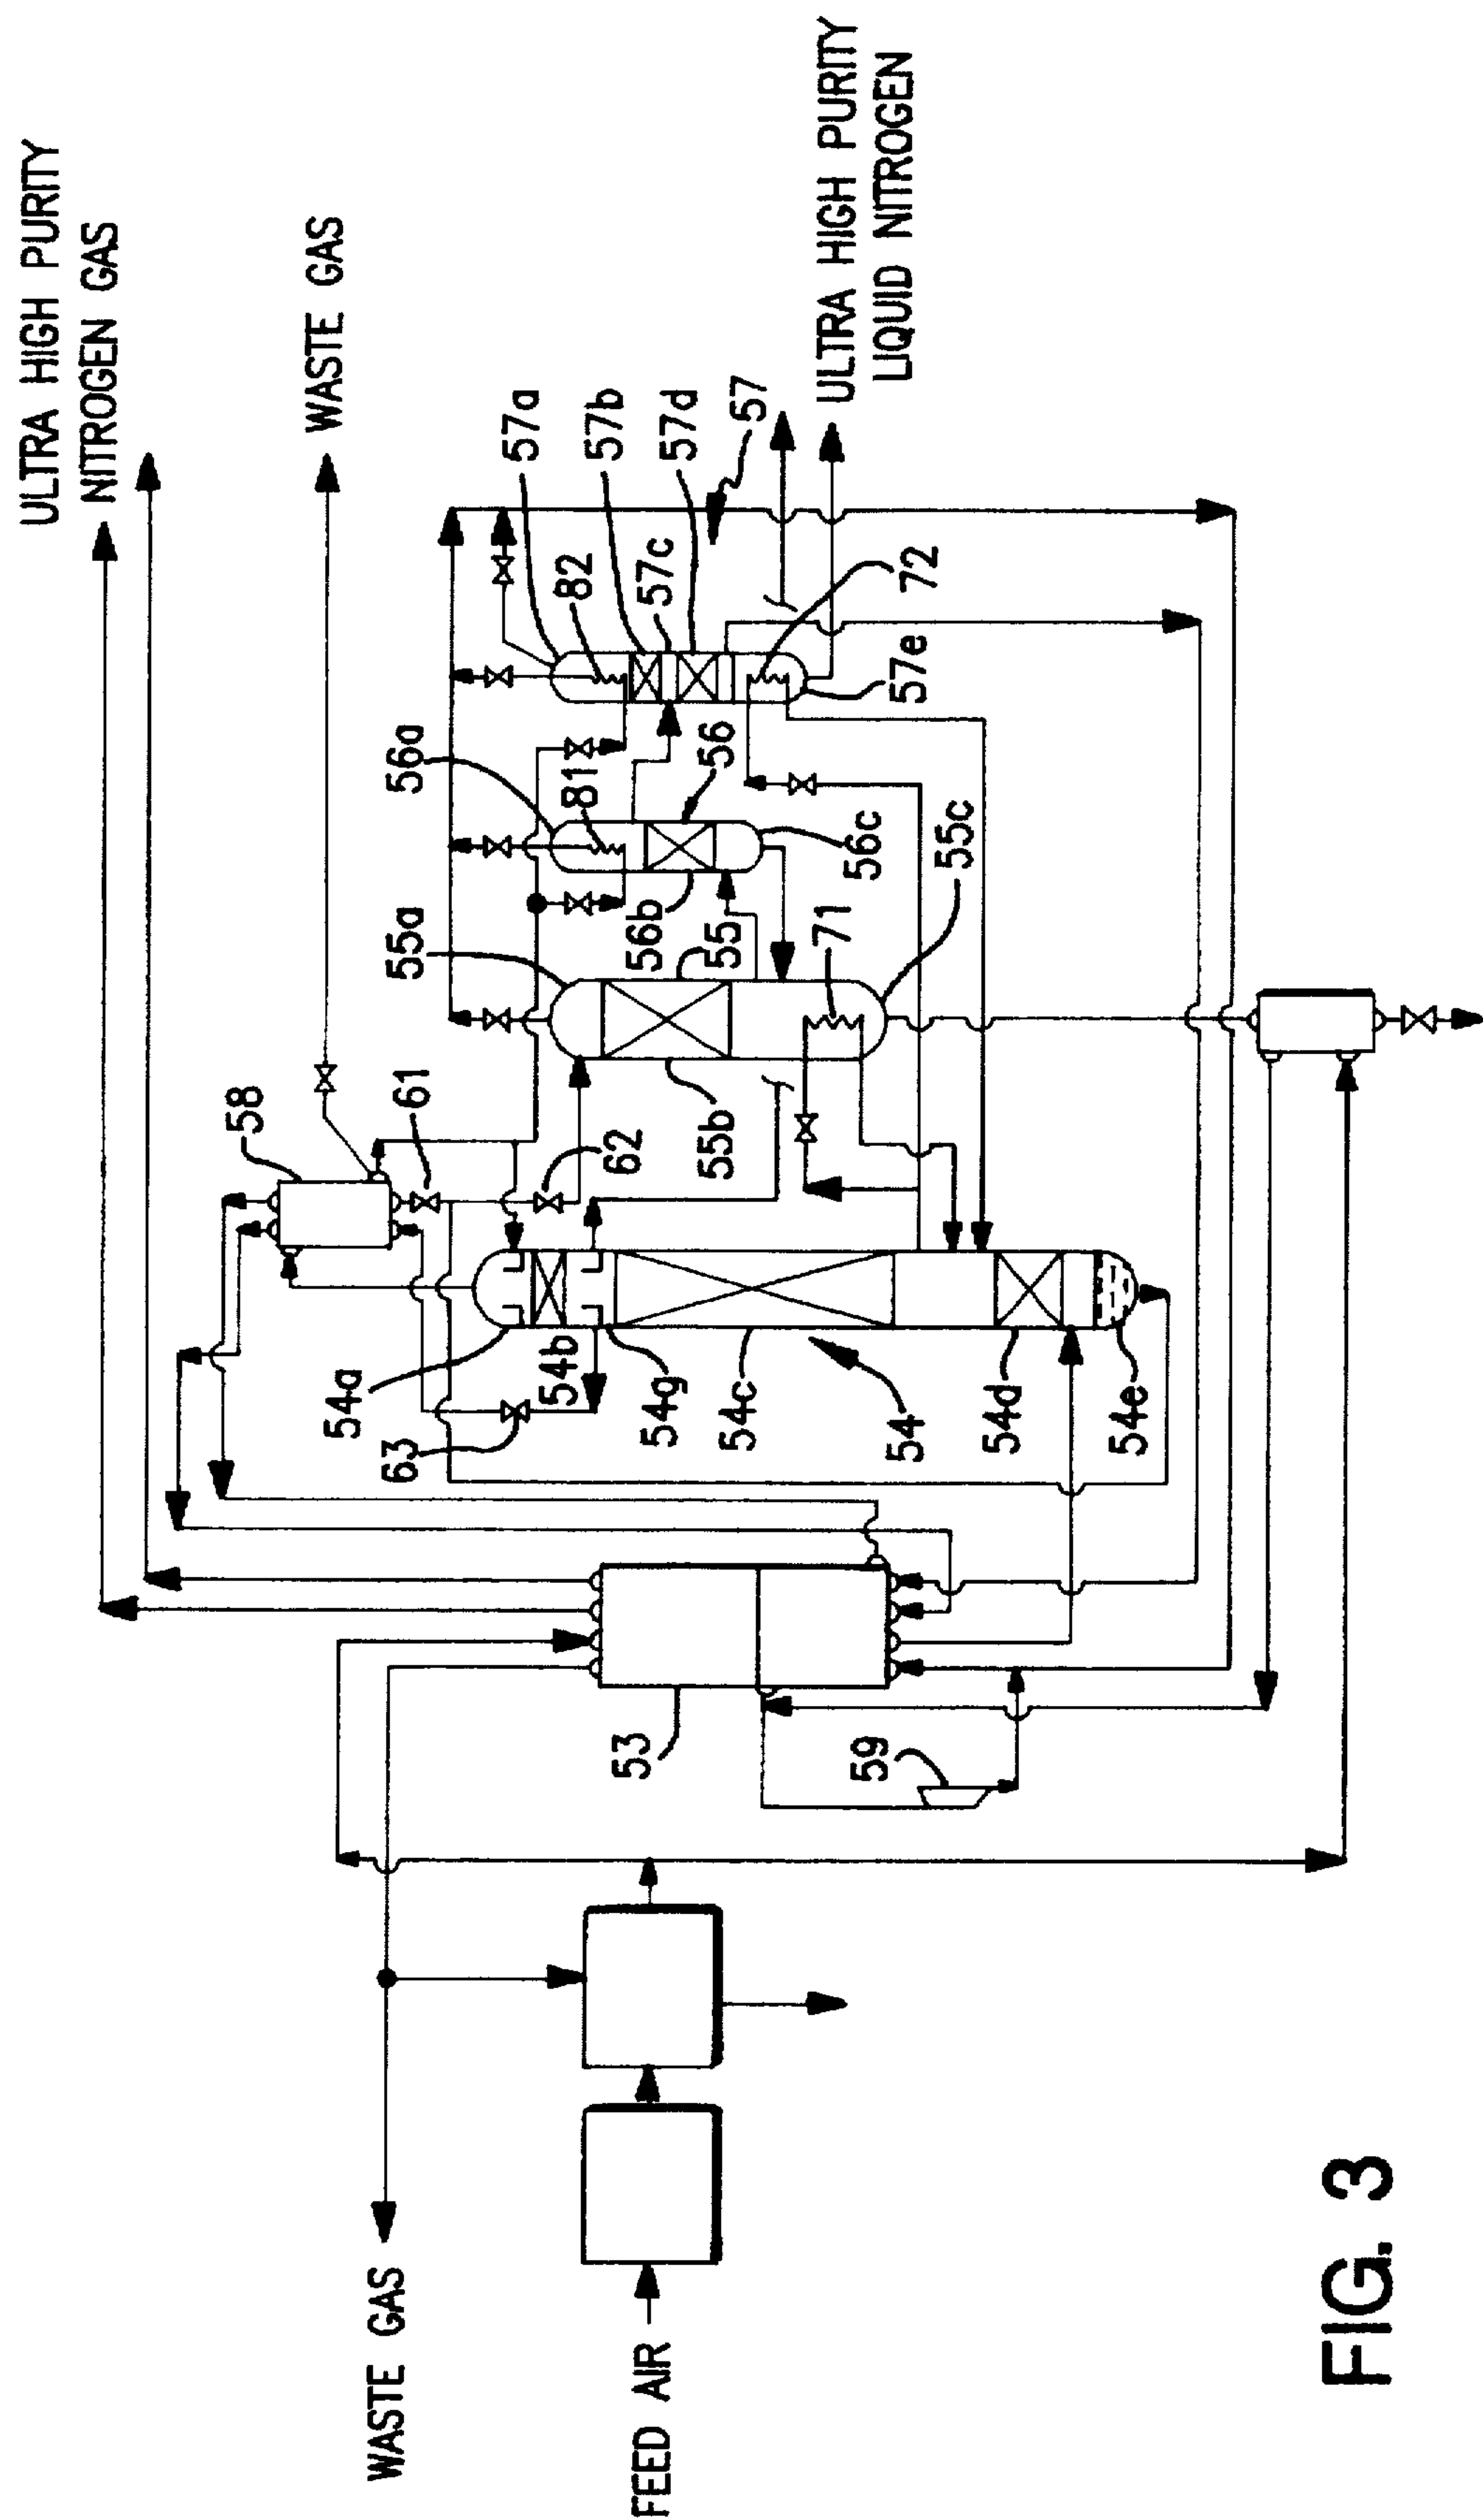 ULTRA HIGH PURITY
NITROGEN GAS
WASTE GAS
57a
57b
57d
57
ULTRA HIGH PURITY
LIQUID NITROGEN
82
57c
72
57e
56a
81
56
56c
55c
55a
56b
55
71
58
61
62
55b
54a
63
54b
54g
54c
54
54d
54e
53
59
WASTE GAS
FEED AIR
FIG. 3